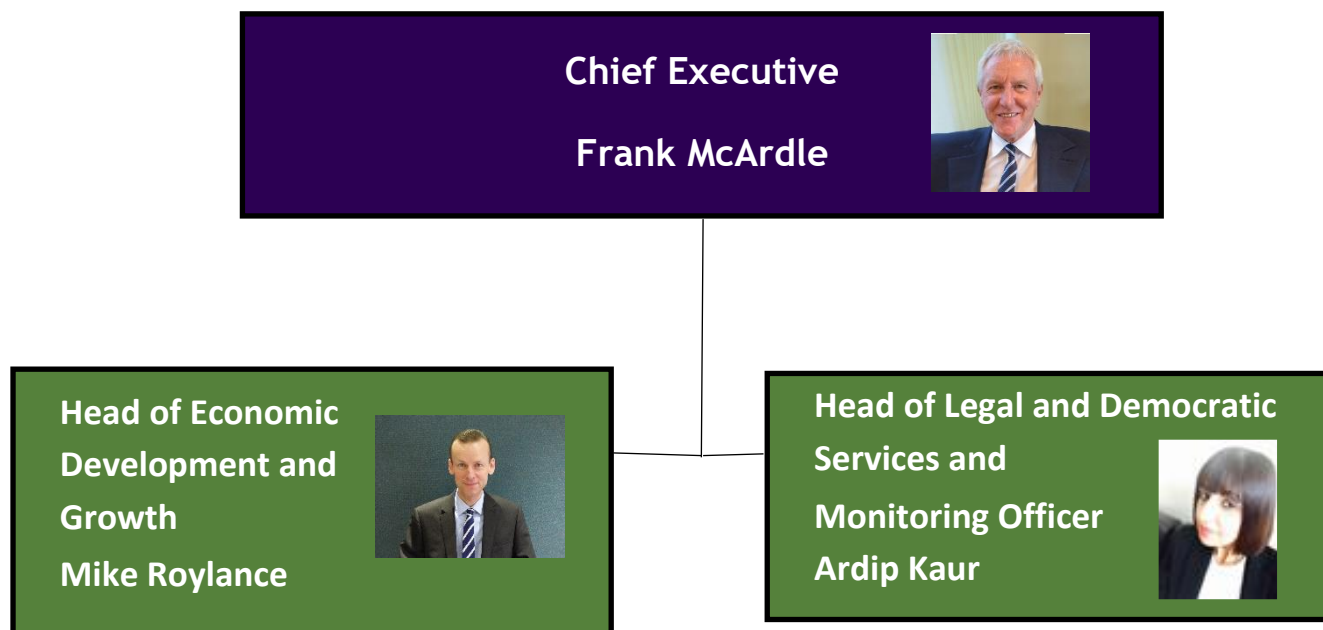 Chief Executive
Frank McArdle
Head of Economic
Development and
Growth
Mike Roylance
Head of Legal and Democratic
Services and
Monitoring Officer
Ardip Kaur